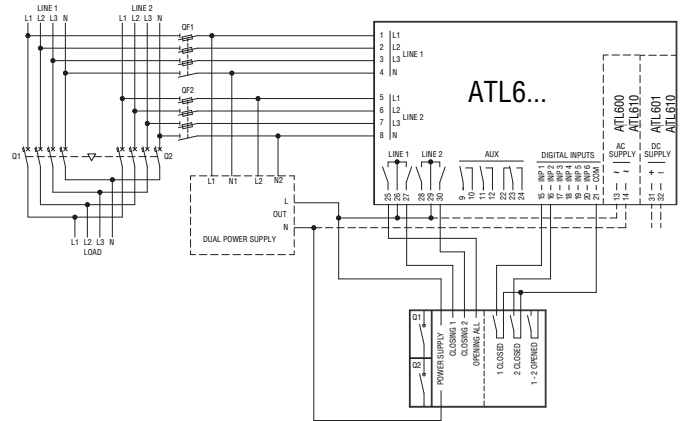 LINE 1
L1 L2 L3 N
LINE 2
L1 L2 L3 N
QF1
QF2
1 L1
2 L2
3 L3
4 N
LINE 1
5 L1
6 L2
7 L3
8 N
LINE 2
ATL6...
ATL600
ATL610
ATL601
ATL610
AC
SUPPLY
DC
SUPPLY
~ ~
+ –
LINE 1
LINE 2
AUX
DIGITAL INPUTS
INP 1
INP 2
INP 3
INP 4
INP 5
INP 6
COM
25 26 27 28 29 30
9 10 11 12 22 23 24
15 16 17 18 19 20 21
13 14
31 32
Q1
Q2
L1 L2 L3 N
LOAD
L1 N1 L2 N2
L
OUT
N
DUAL POWER SUPPLY
Q1
Q2
POWER SUPPLY
CLOSING 1
CLOSING 2
OPENING ALL
1 CLOSED
2 CLOSED
1 - 2 OPENED